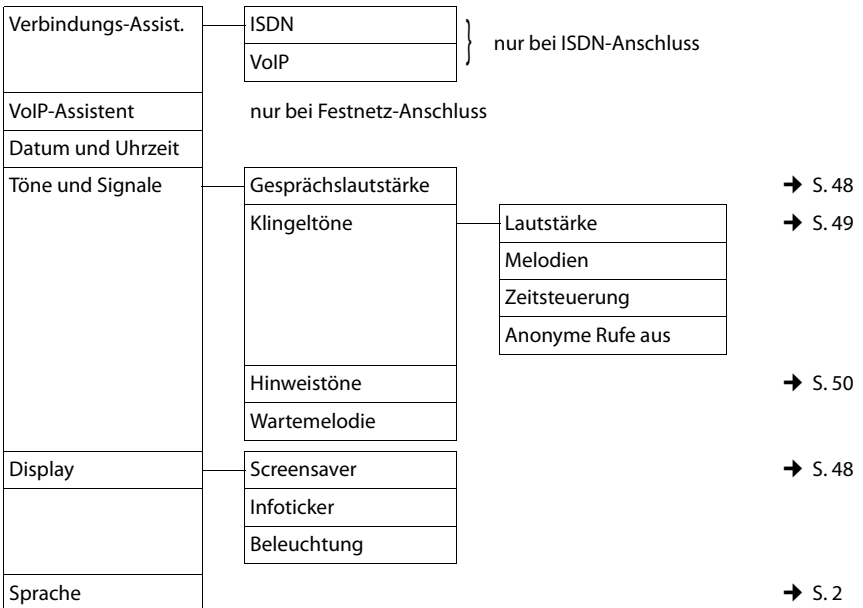 Verbindungs-Assist. ISDN
nur bei ISDN-Anschluss
VoIP
VoIP-Assistent nur bei Festnetz-Anschluss
Datum und Uhrzeit
Töne und Signale Gesprächslautstärke ➔ S. 48
Klingeltöne Lautstärke ➔ S. 49
Melodien
Zeitsteuerung
Anonyme Rufe aus
Hinweistöne ➔ S. 50
Wartemelodie
Display Screensaver ➔ S. 48
Infoticker
Beleuchtung
Sprache ➔ S. 2